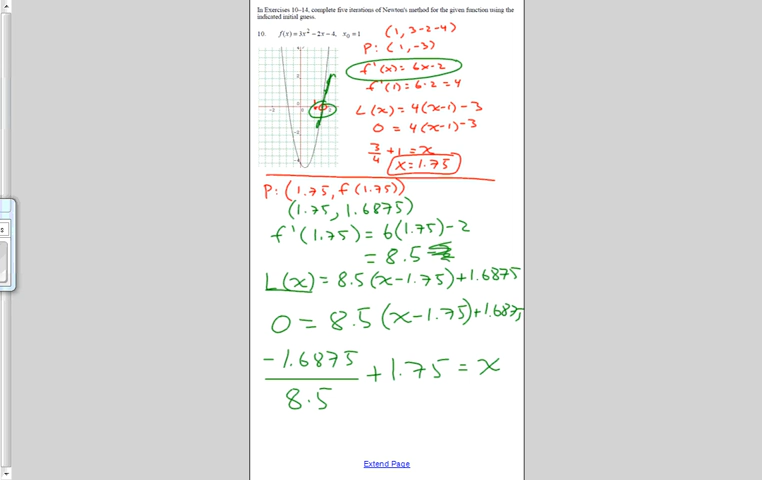 In Exercises 10–14, complete five iterations of Newton's method for the given function using the
indicated initial guess.
10. f(x) = 3x² − 2x − 4, x₀ = 1
(1, 3-2-4)
P: (1, -3)
f'(x) = 6x-2
f'(1) = 6-2 = 4
L(x) = 4(x-1) - 3
0 = 4(x-1) - 3
3/4 + 1 = x
x = 1.75
P: (1.75, f(1.75))
(1.75, 1.6875)
f'(1.75) = 6(1.75) - 2
= 8.5
L(x) = 8.5(x-1.75) + 1.6875
0 = 8.5(x-1.75) + 1.687
-1.6875/8.5 + 1.75 = x
Extend Page